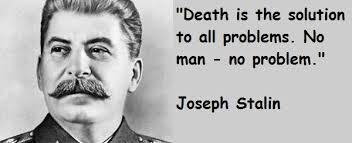 "Death is the solution
to all problems. No
man - no problem."
Joseph Stalin